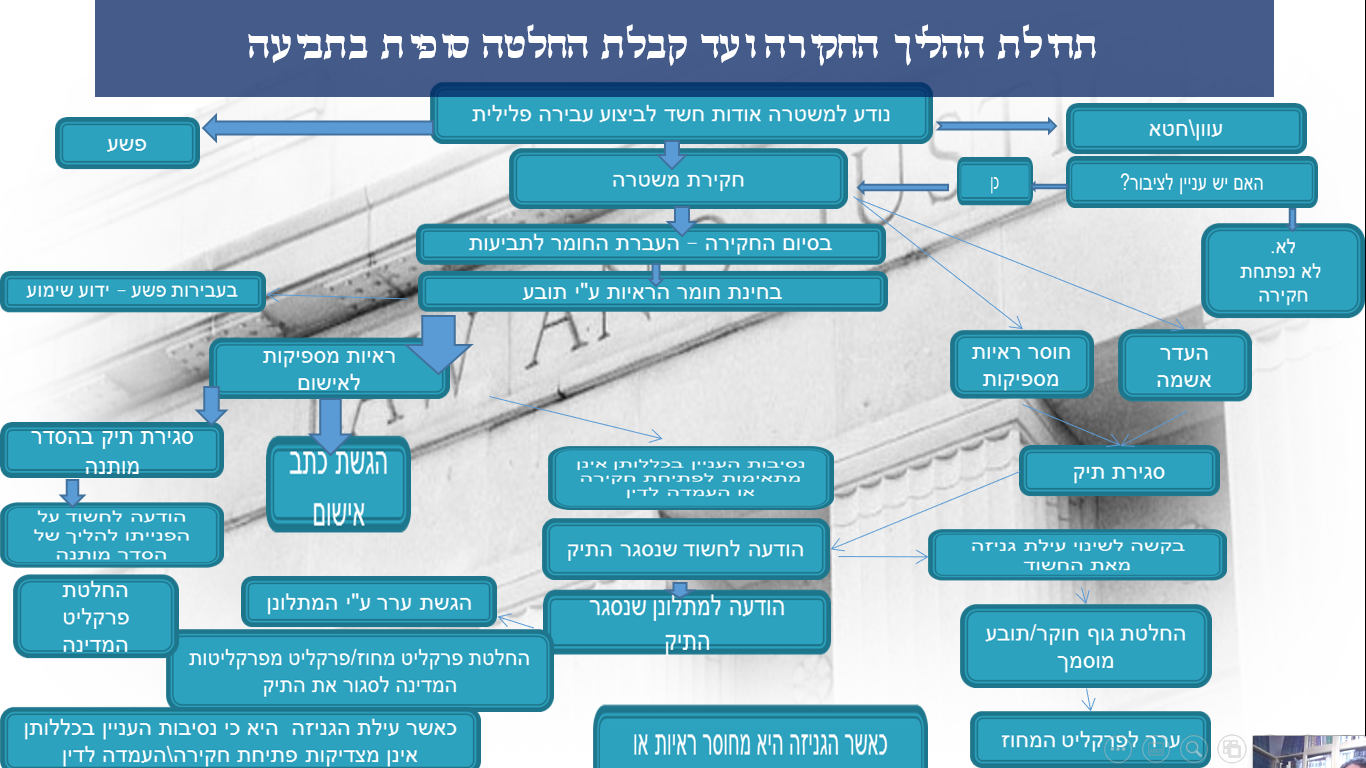 תחילת ההליך החקירה ועד קבלת החלטה סופית בתביעה
נודע למשטרה אודות חשד לביצוע עבירה פלילית
עוון\חטא
פשע
חקירת משטרה
כן
האם יש עניין לציבור?
לא.
לא נפתחת
חקירה
בסיום החקירה – העברת החומר לתביעות
בחינת חומר הראיות ע"י תובע
בעבירות פשע – ידוע שימוע
ראיות מספיקות
לאישום
חוסר ראיות
מספיקות
העדר
אשמה
סגירת תיק בהסדר
מותנה
הגשת כתב
אישום
נסיבות העניין בכללותן אינן
מתאימות לפתיחת חקירה
או העמדה לדין
סגירת תיק
הודעה לחשוד על
הפנייתו להליך של
הסדר מותנה
הודעה לחשוד שנסגר התיק
בקשה לשינוי עילת גניזה
מאת החשוד
החלטת
פרקליט
המדינה
הגשת ערר ע"י המתלונן
הודעה למתלונן שנסגר
התיק
החלטת גוף חוקר/תובע
מוסמך
החלטת פרקליט מחוז/פרקליט מפרקליטות
המדינה לסגור את התיק
כאשר עילת הגניזה היא כי נסיבות העניין בכללותן
אינן מצדיקות פתיחת חקירה\העמדה לדין
כאשר הגניזה היא מחוסר ראיות או
ערר לפרקליט המחוז
UST
AN
LAW